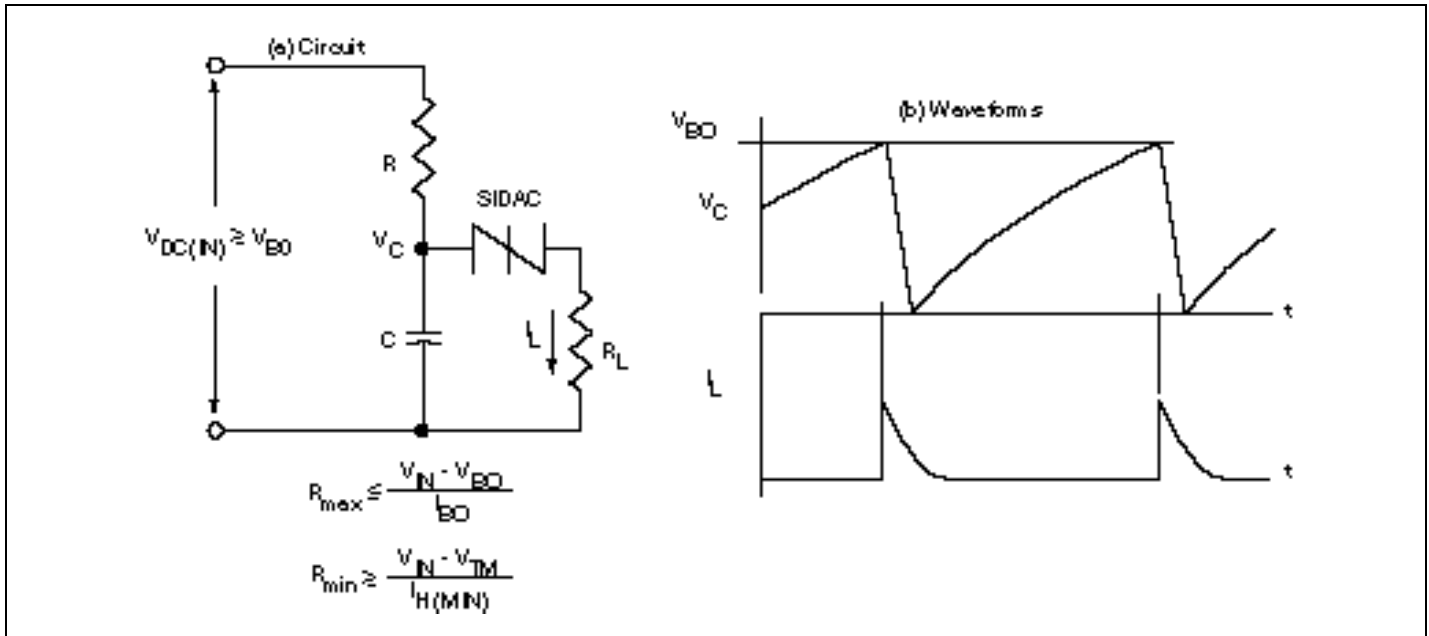 (a) Circuit
R
SIDAC
V_DC(IN) ≥ V_BO
V_C
C
I_L
R_L
R_max ≤ (V_IN - V_BO) / I_BO
R_min ≥ (V_IN - V_TM) / I_H(MIN)
(b) Waveforms
V_BO
V_C
t
I_L
t